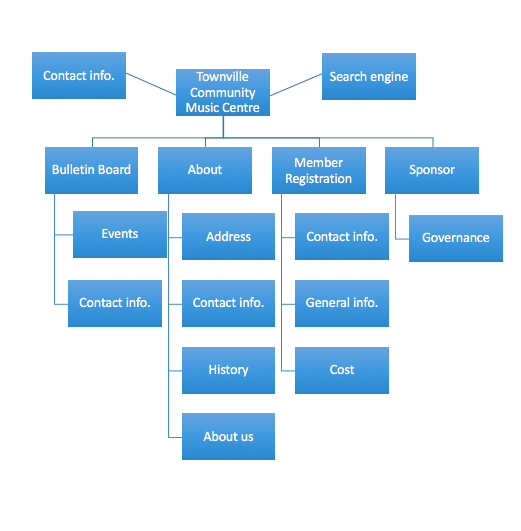 Contact info.
Townville
Community
Music Centre
Search engine
Bulletin Board
About
Member
Registration
Sponsor
Events
Address
Contact info.
Governance
Contact info.
Contact info.
General info.
History
Cost
About us